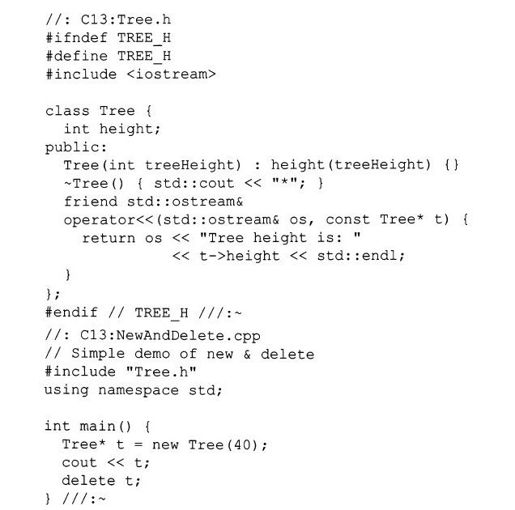 //: C13:Tree.h
#ifndef TREE_H
#define TREE_H
#include <iostream>

class Tree {
  int height;
public:
  Tree(int treeHeight) : height(treeHeight) {}
  ~Tree() { std::cout << "*"; }
  friend std::ostream&
  operator<<(std::ostream& os, const Tree* t) {
    return os << "Tree height is: "
              << t->height << std::endl;
  }
};
#endif // TREE_H ///:~
//: C13:NewAndDelete.cpp
// Simple demo of new & delete
#include "Tree.h"
using namespace std;

int main() {
  Tree* t = new Tree(40);
  cout << t;
  delete t;
} ///:~